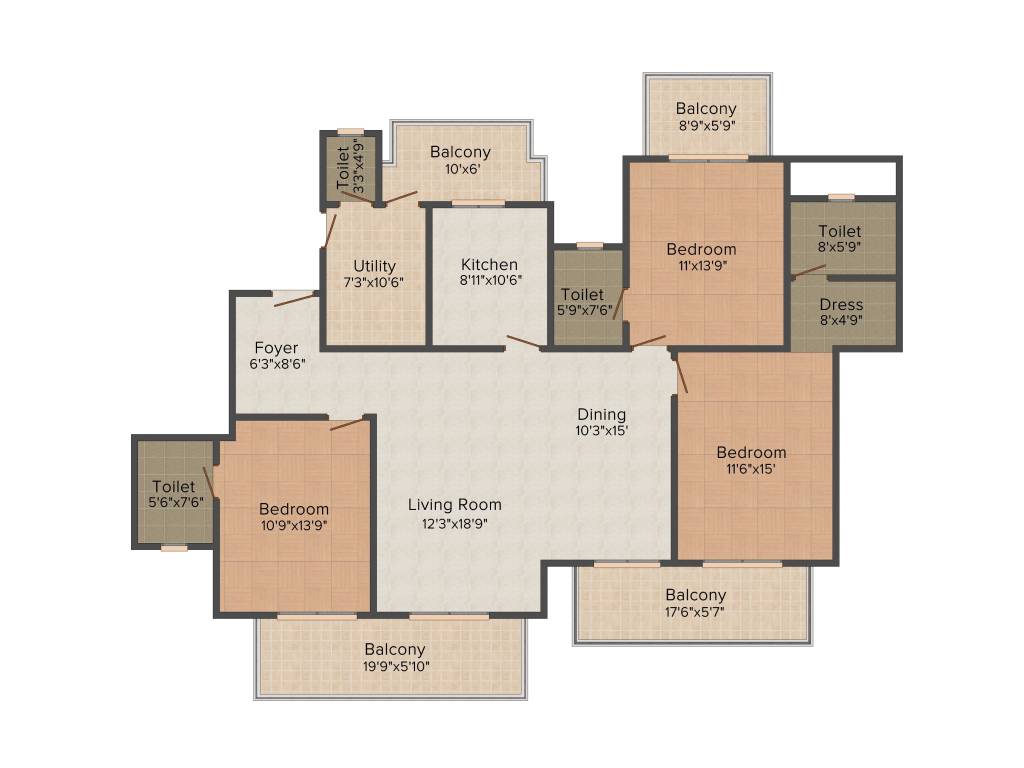 Balcony
8'9"x5'9"
Balcony
10'x6'
Toilet
3'3"x4'9"
Toilet
8'x5'9"
Bedroom
11'x13'9"
Utility
7'3"x10'6"
Kitchen
8'11"x10'6"
Toilet
5'9"x7'6"
Dress
8'x4'9"
Foyer
6'3"x8'6"
Dining
10'3"x15'
Bedroom
11'6"x15'
Toilet
5'6"x7'6"
Bedroom
10'9"x13'9"
Living Room
12'3"x18'9"
Balcony
17'6"x5'7"
Balcony
19'9"x5'10"